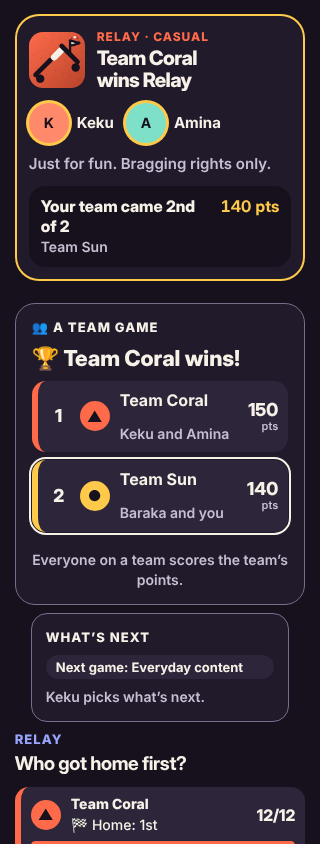 RELAY · CASUAL
Team Coral
wins Relay
K Keku A Amina
Just for fun. Bragging rights only.
Your team came 2nd 140 pts
of 2
Team Sun
👥 A TEAM GAME
🏆 Team Coral wins!
1 Team Coral 150
Keku and Amina pts
2 Team Sun 140
Baraka and you pts
Everyone on a team scores the team’s
points.
WHAT’S NEXT
Next game: Everyday content
Keku picks what’s next.
RELAY
Who got home first?
Team Coral 12/12
🏁 Home: 1st